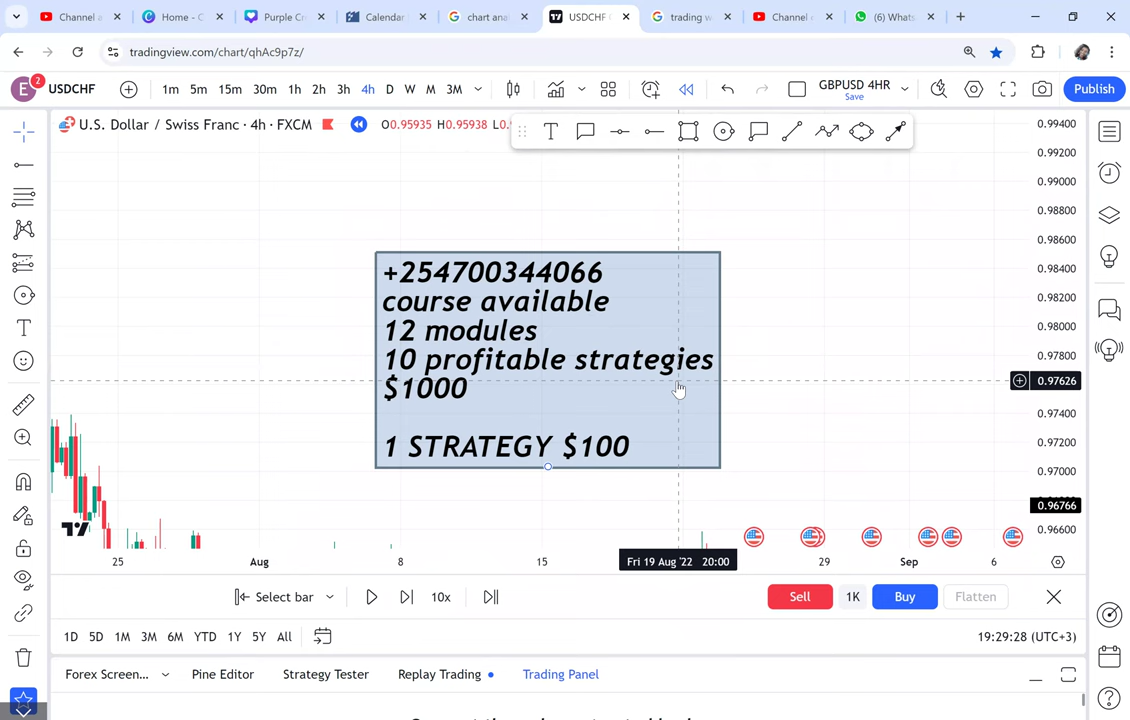 Channel a
Home - C
Purple Cr
Calendar
chart ana
USDCHF
trading w
Channel c
(6) Whats
tradingview.com/chart/qhAc9p7z/
E 2 USDCHF 1m 5m 15m 30m 1h 2h 3h 4h D W M 3M GBPUSD 4HR Save Publish
U.S. Dollar / Swiss Franc · 4h · FXCM O0.95935 H0.95938
+254700344066
course available
12 modules
10 profitable strategies
$1000
1 STRATEGY $100
0.99400
0.99200
0.99000
0.98800
0.98600
0.98400
0.98200
0.98000
0.97800
0.97626
0.97400
0.97200
0.97000
0.96766
0.96600
25 Aug 8 15 Fri 19 Aug '22 20:00 29 Sep 6
Select bar 10x Sell 1K Buy Flatten
1D 5D 1M 3M 6M YTD 1Y 5Y All 19:29:28 (UTC+3)
Forex Screen... Pine Editor Strategy Tester Replay Trading Trading Panel